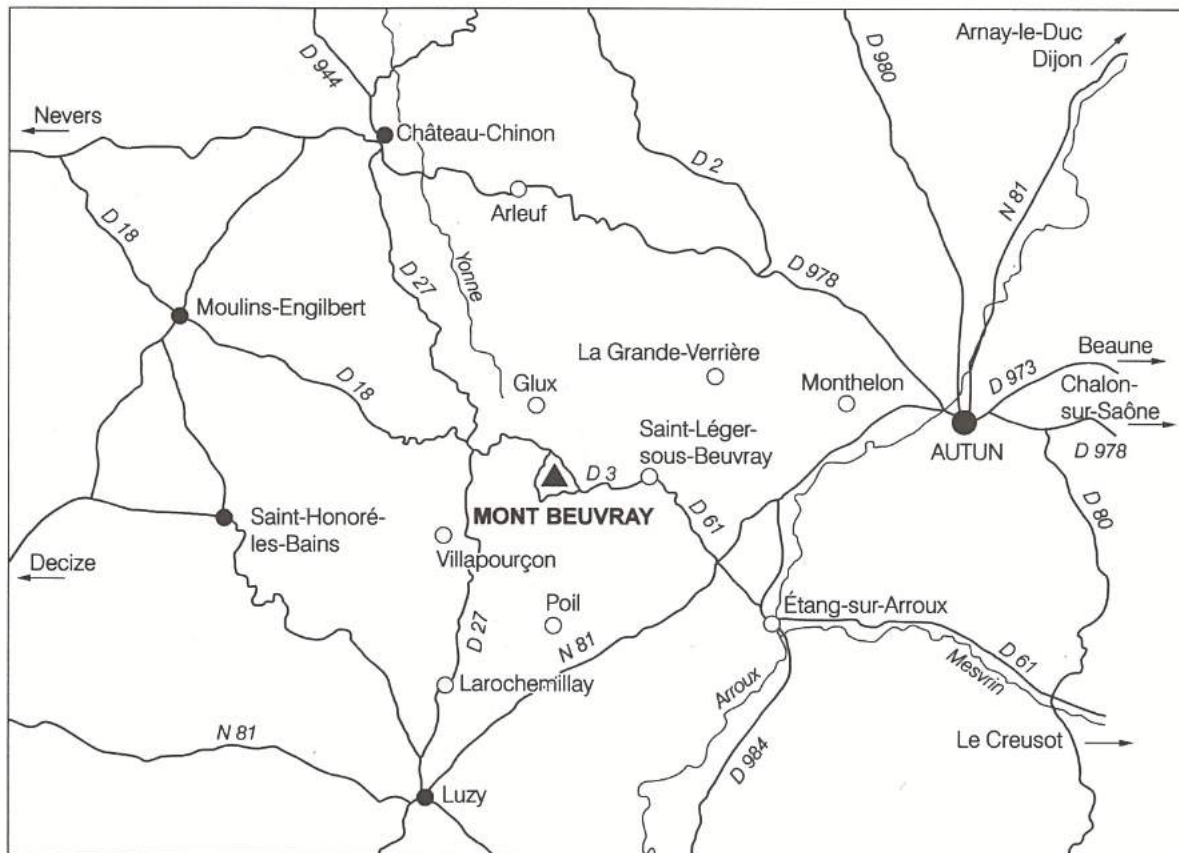 Arnay-le-Duc
Dijon
D 944
D 980
Nevers
Château-Chinon
D 2
N 81
Arleuf
D 18
Yonne
D 27
D 978
Moulins-Engilbert
La Grande-Verrière
Beaune
D 973
Monthelon
Chalon-
sur-Saône
D 18
Glux
Saint-Léger-
sous-Beuvray
AUTUN
D 978
D 3
MONT BEUVRAY
D 61
D 80
Saint-Honoré-
les-Bains
Villapourçon
Decize
Poil
Étang-sur-Arroux
D 27
N 81
D 61
Mesvrin
Larochemillay
Arroux
N 81
Le Creusot
D 984
Luzy